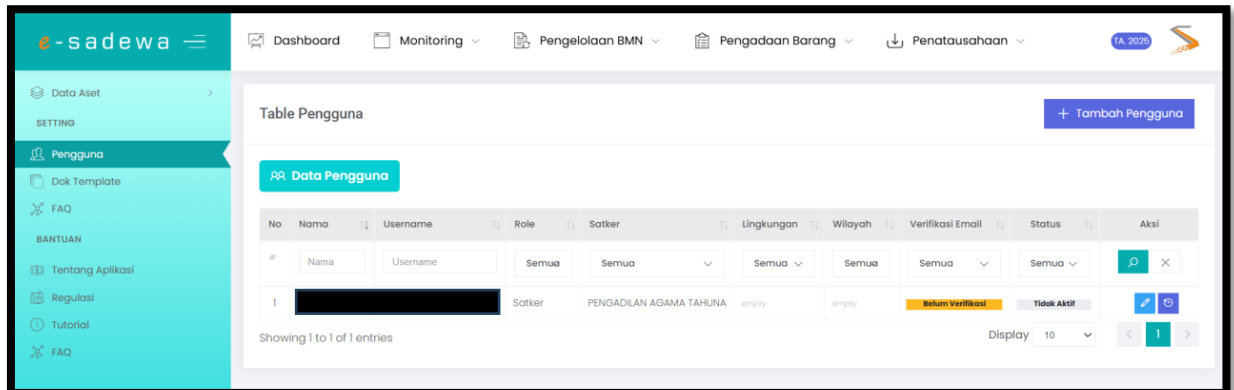 e-sadewa
Dashboard Monitoring Pengelolaan BMN Pengadaan Barang Penatausahaan TA. 2025
Data Aset
SETTING
Pengguna
Dok Template
FAQ
BANTUAN
Tentang Aplikasi
Regulasi
Tutorial
FAQ
Table Pengguna
+ Tambah Pengguna
Data Pengguna
No Nama Username Role Satker Lingkungan Wilayah Verifikasi Email Status Aksi
# Nama Username Semua Semua Semua Semua Semua Semua
1 Satker PENGADILAN AGAMA TAHUNA empty empty Belum Verifikasi Tidak Aktif
Showing 1 to 1 of 1 entries
Display 10 < 1 >